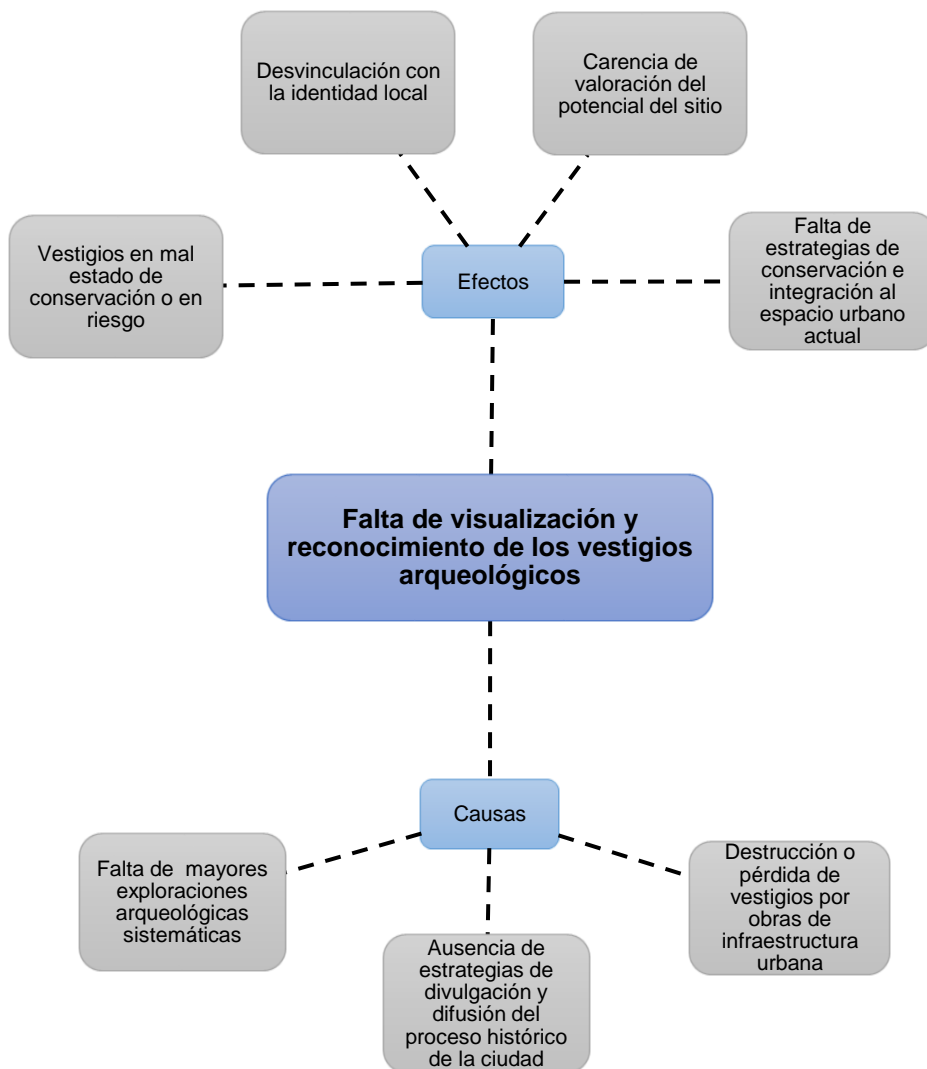 Desvinculación con
la identidad local
Carencia de
valoración del
potencial del sitio
Vestigios en mal
estado de
conservación o en
riesgo
Efectos
Falta de
estrategias de
conservación e
integración al
espacio urbano
actual
Falta de visualización y
reconocimiento de los vestigios
arqueológicos
Causas
Falta de mayores
exploraciones
arqueológicas
sistemáticas
Ausencia de
estrategias de
divulgación y
difusión del
proceso histórico
de la ciudad
Destrucción o
pérdida de
vestigios por
obras de
infraestructura
urbana